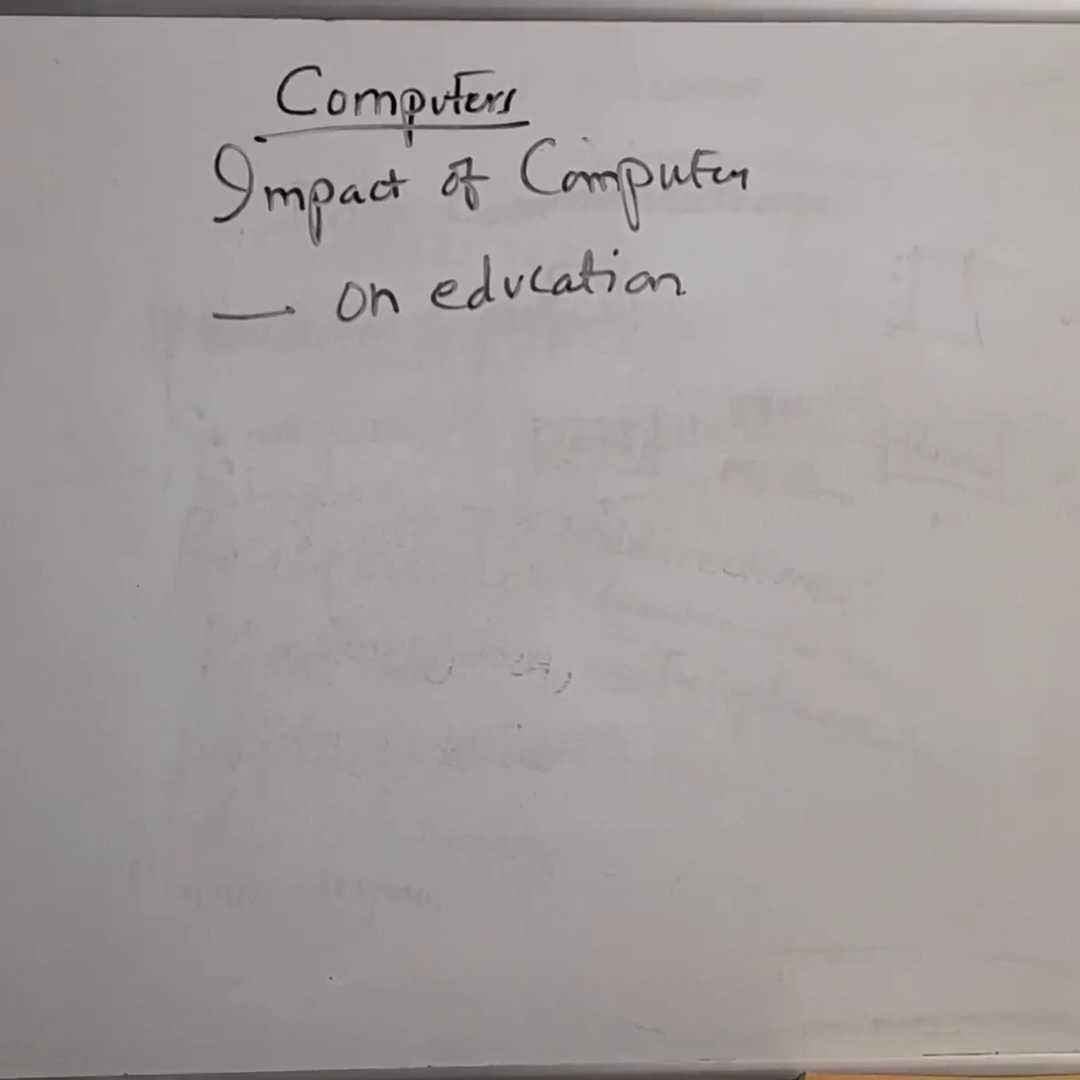 Computers
Impact of Computer
— on education